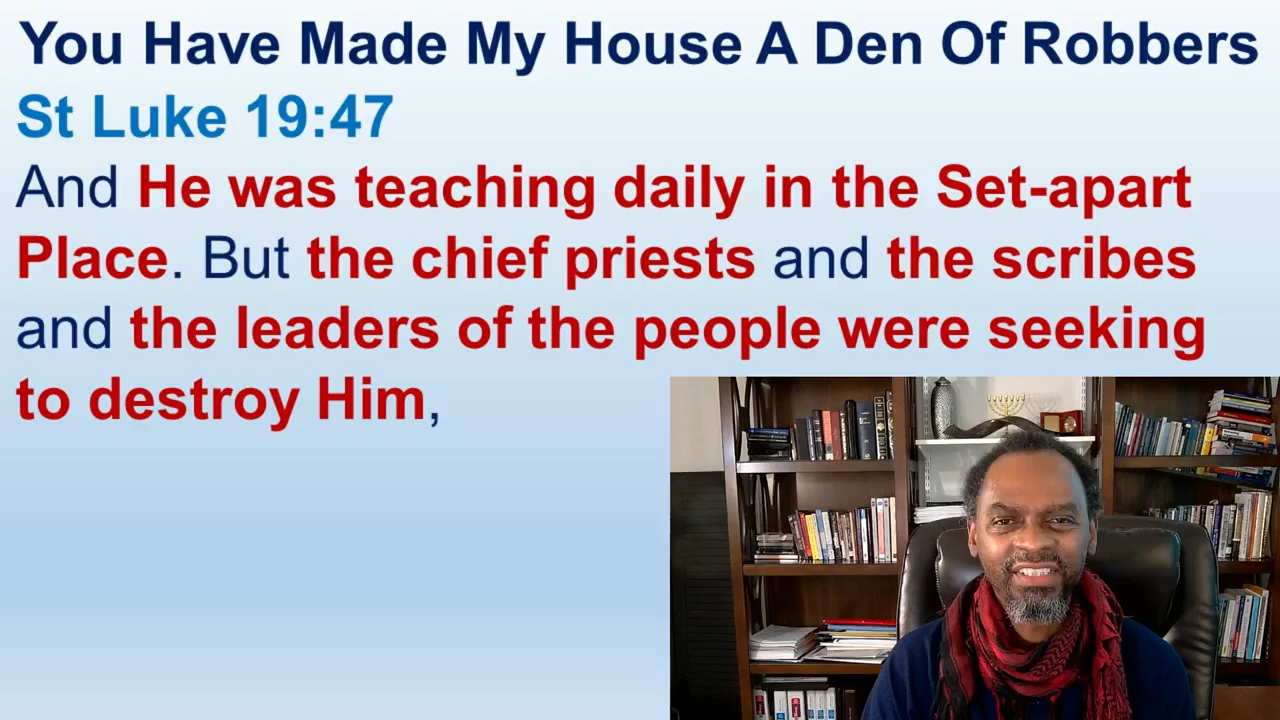 You Have Made My House A Den Of Robbers
St Luke 19:47
And He was teaching daily in the Set-apart
Place. But the chief priests and the scribes
and the leaders of the people were seeking
to destroy Him,